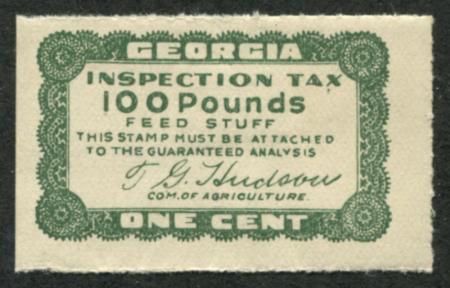 GEORGIA
INSPECTION TAX
100 Pounds
FEED STUFF
THIS STAMP MUST BE ATTACHED
TO THE GUARANTEED ANALYSIS
T. G. Hudson
COM. OF AGRICULTURE.
ONE CENT